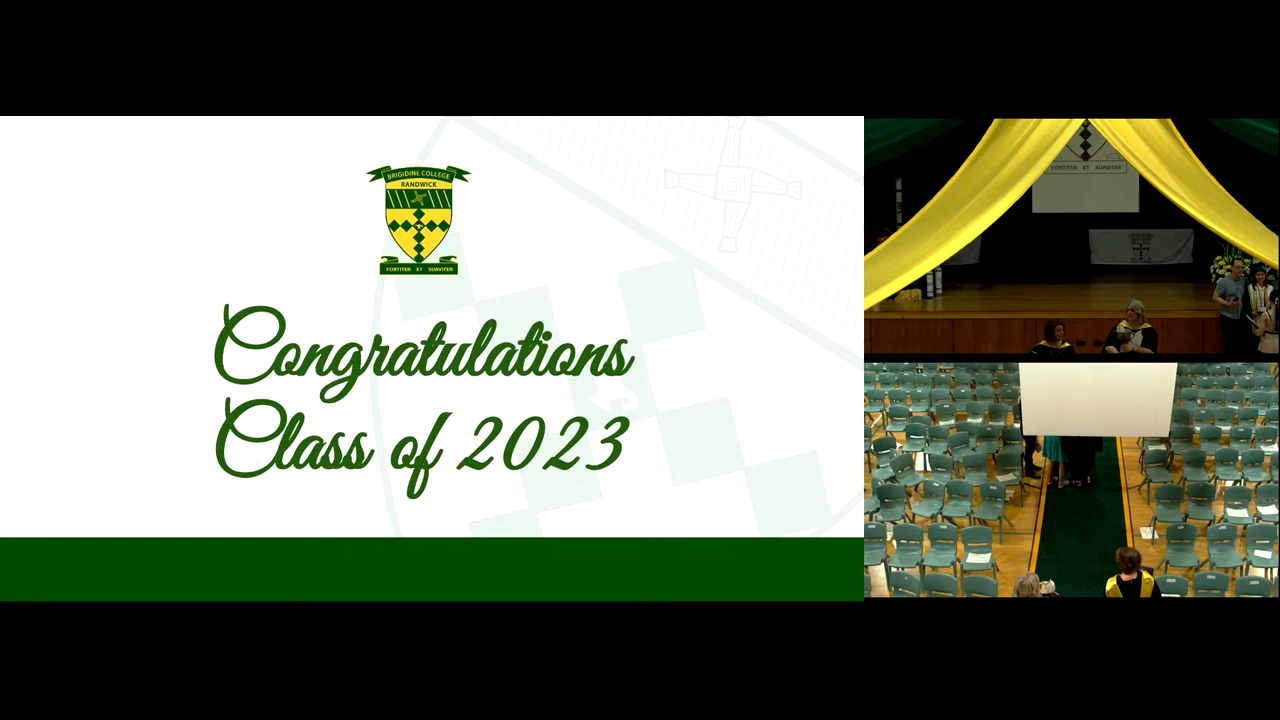 BRIGIDINE COLLEGE
RANDWICK
FORTITER ET SUAVITER
Congratulations
Class of 2023
FORTITER ET SUAVITER